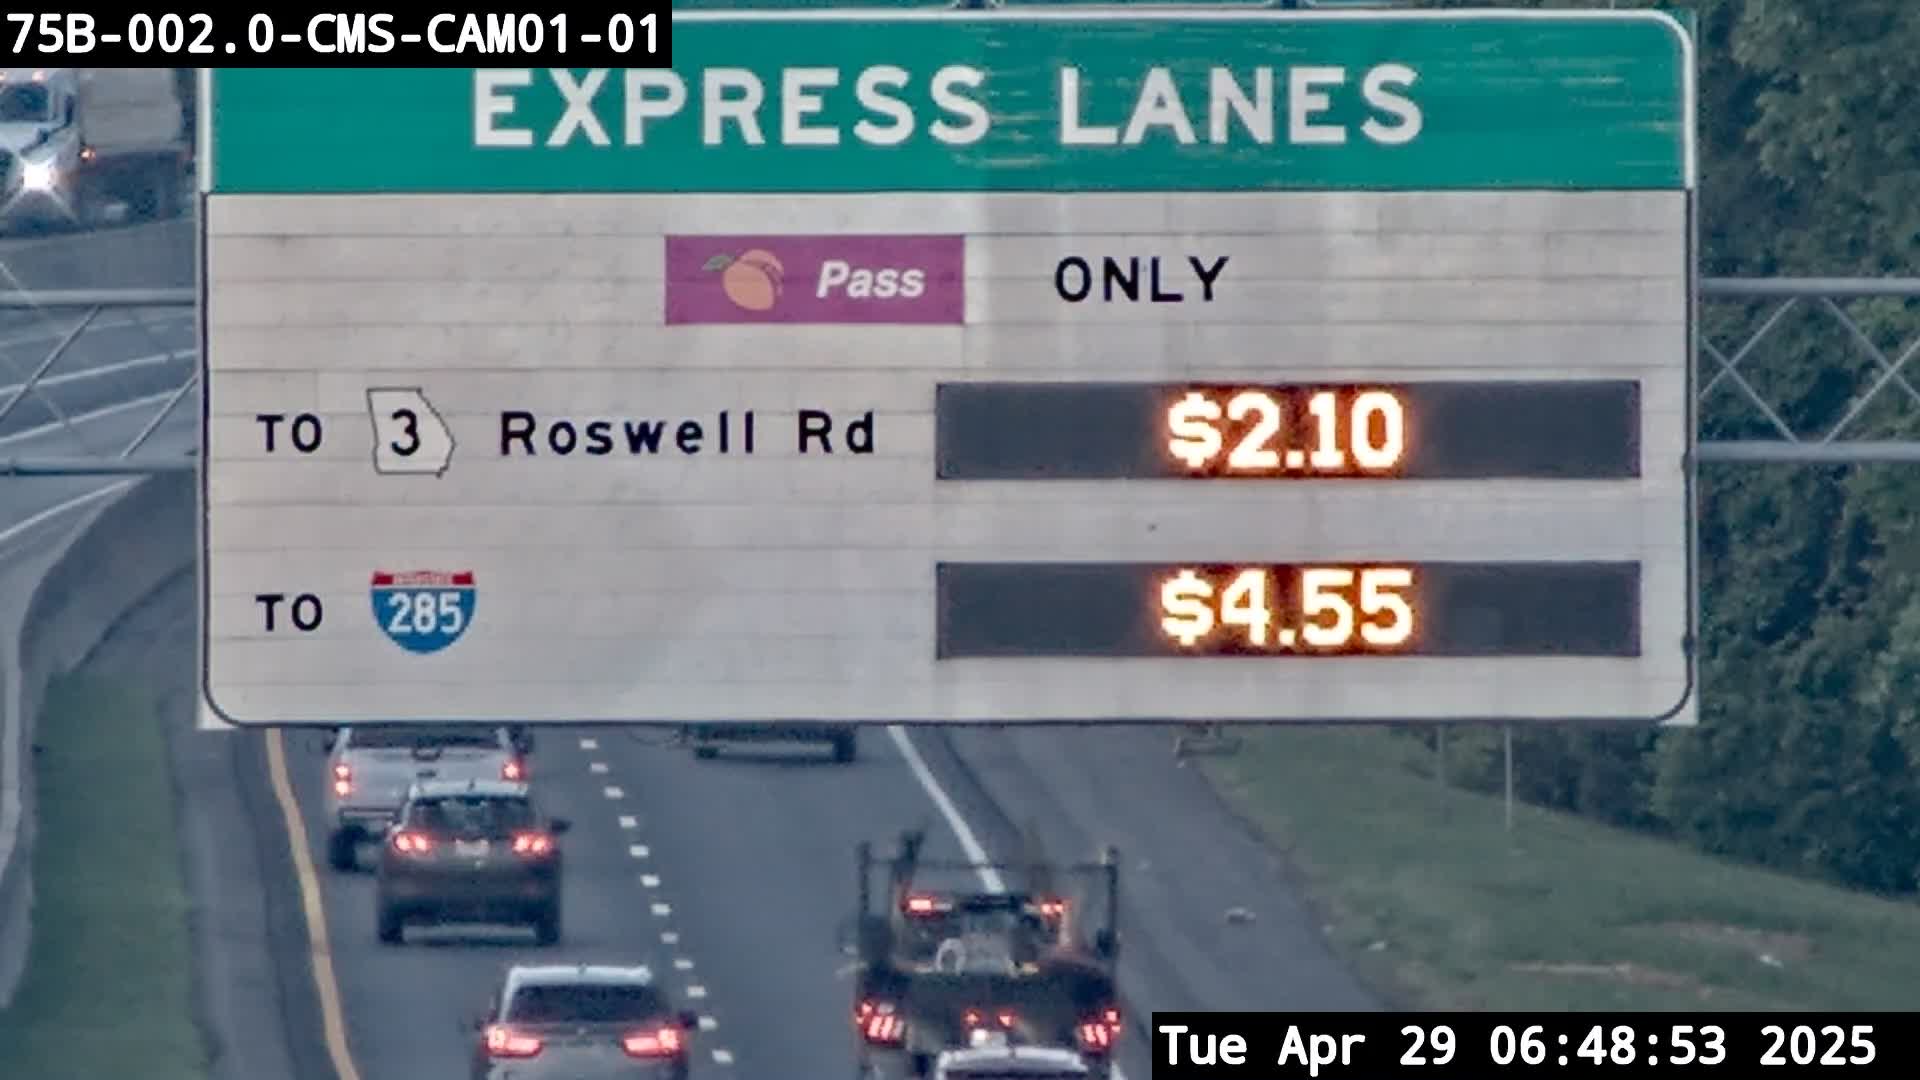 75B-002.0-CMS-CAM01-01
EXPRESS LANES
Pass ONLY
TO 3 Roswell Rd $2.10
TO 285 $4.55
Tue Apr 29 06:48:53 2025